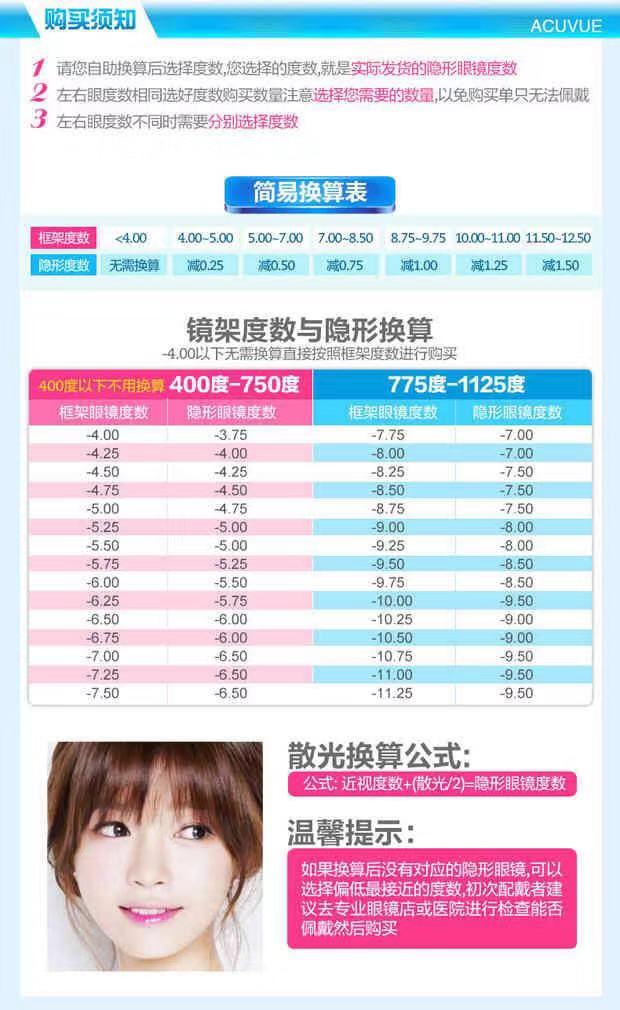 购买须知
ACUVUE
1 请您自助换算后选择度数,您选择的度数,就是实际发货的隐形眼镜度数
2 左右眼度数相同选好度数购买数量注意选择您需要的数量,以免购买单只无法佩戴
3 左右眼度数不同时需要分别选择度数
简易换算表
框架度数 <4.00 4.00~5.00 5.00~7.00 7.00~8.50 8.75~9.75 10.00~11.00 11.50~12.50
隐形度数 无需换算 减0.25 减0.50 减0.75 减1.00 减1.25 减1.50
镜架度数与隐形换算
-4.00以下无需换算直接按照框架度数进行购买
400度以下不用换算 400度-750度 775度-1125度
框架眼镜度数 隐形眼镜度数 框架眼镜度数 隐形眼镜度数
-4.00 -3.75 -7.75 -7.00
-4.25 -4.00 -8.00 -7.00
-4.50 -4.25 -8.25 -7.50
-4.75 -4.50 -8.50 -7.50
-5.00 -4.75 -8.75 -7.50
-5.25 -5.00 -9.00 -8.00
-5.50 -5.00 -9.25 -8.00
-5.75 -5.25 -9.50 -8.50
-6.00 -5.50 -9.75 -8.50
-6.25 -5.75 -10.00 -9.50
-6.50 -6.00 -10.25 -9.00
-6.75 -6.00 -10.50 -9.00
-7.00 -6.50 -10.75 -9.50
-7.25 -6.50 -11.00 -9.50
-7.50 -6.50 -11.25 -9.50
散光换算公式:
公式: 近视度数+(散光/2)=隐形眼镜度数
温馨提示:
如果换算后没有对应的隐形眼镜,可以
选择偏低最接近的度数,初次配戴者建
议去专业眼镜店或医院进行检查能否
佩戴然后购买